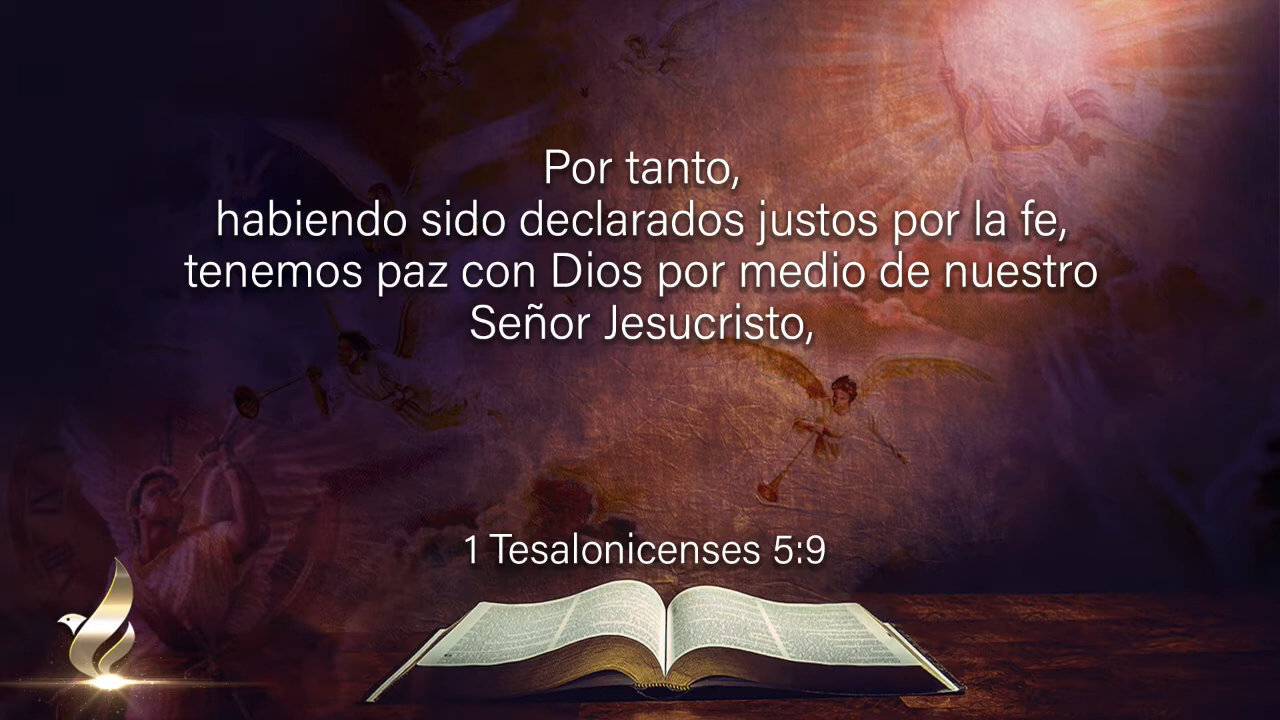 Por tanto,
habiendo sido declarados justos por la fe,
tenemos paz con Dios por medio de nuestro
Señor Jesucristo,
1 Tesalonicenses 5:9